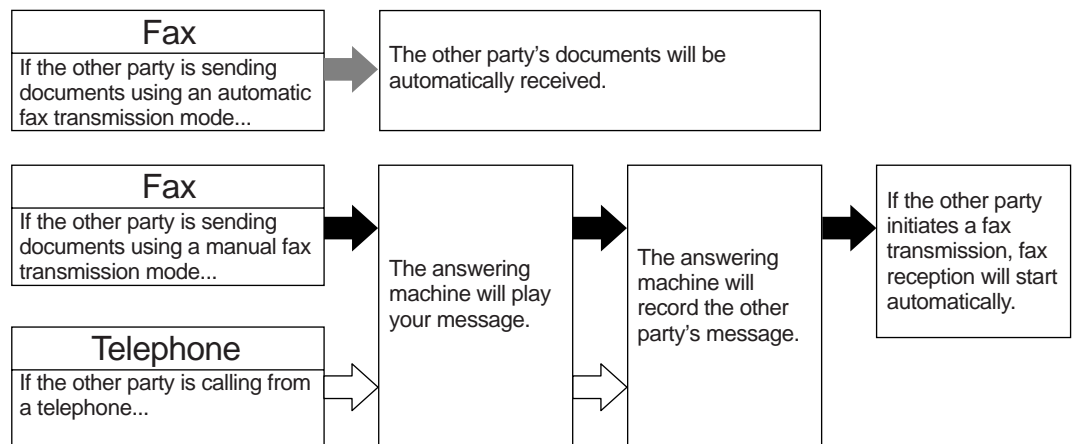 Fax
If the other party is sending
documents using an automatic
fax transmission mode...
The other party’s documents will be
automatically received.
Fax
If the other party is sending
documents using a manual fax
transmission mode...
Telephone
If the other party is calling from
a telephone...
The answering
machine will play
your message.
The answering
machine will
record the other
party’s message.
If the other party
initiates a fax
transmission, fax
reception will start
automatically.